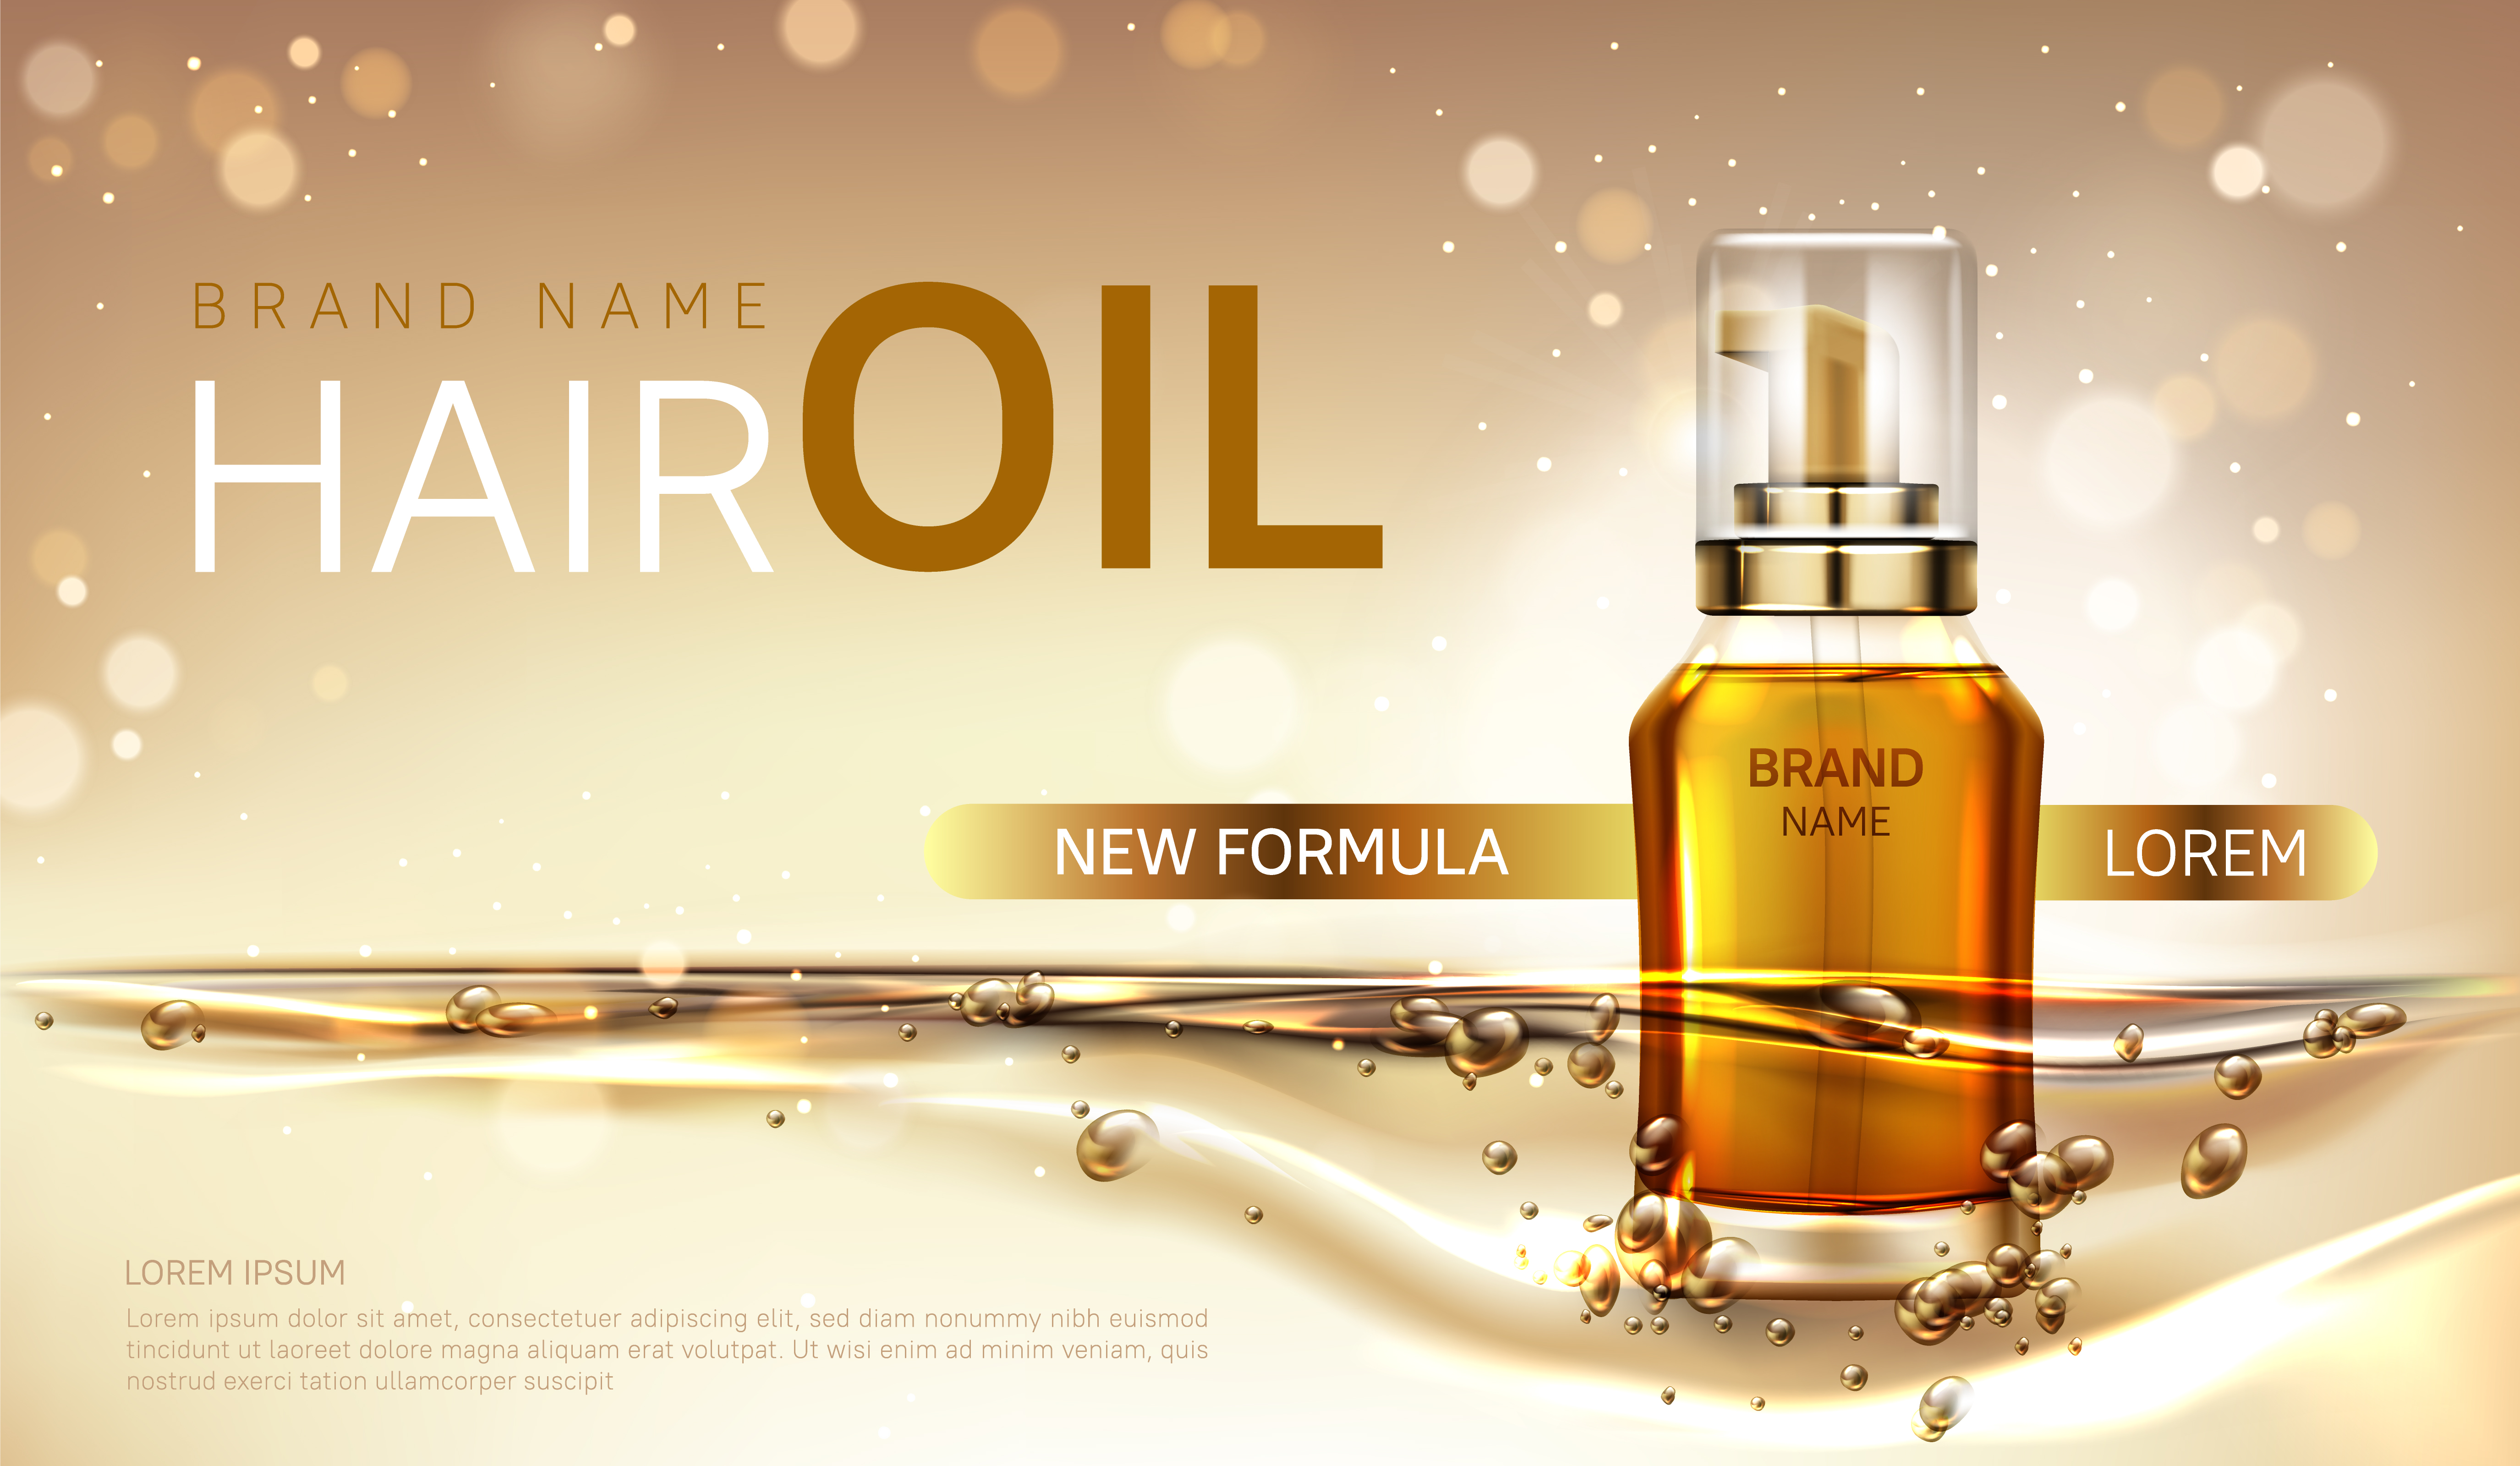 BRAND NAME
HAIR OIL
BRAND
NAME
NEW FORMULA
LOREM
LOREM IPSUM
Lorem ipsum dolor sit amet, consectetuer adipiscing elit, sed diam nonummy nibh euismod
tincidunt ut laoreet dolore magna aliquam erat volutpat. Ut wisi enim ad minim veniam, quis
nostrud exerci tation ullamcorper suscipit